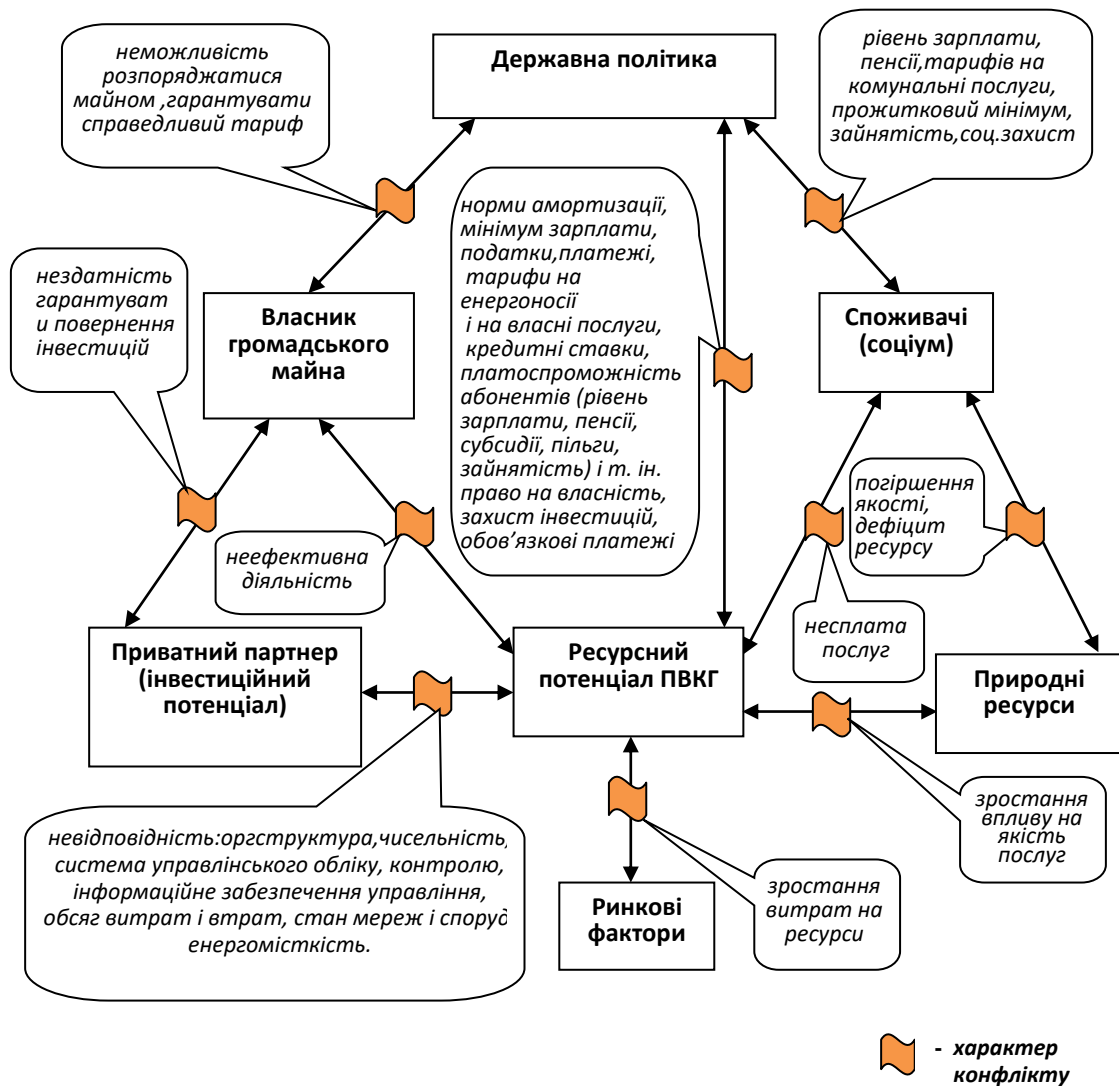 неможливість
розпоряджатися
майном ,гарантувати
справедливий тариф
Державна політика
рівень зарплати,
пенсії,тарифів на
комунальні послуги,
прожитковий мінімум,
зайнятість,соц.захист
нездатність
гарантуват
и повернення
інвестицій
Власник
громадського
майна
норми амортизації,
мінімум зарплати,
податки,платежі,
тарифи на
енергоносії
і на власні послуги,
кредитні ставки,
платоспроможність
абонентів (рівень
зарплати, пенсії,
субсидії, пільги,
зайнятість) і т. ін.
право на власність,
захист інвестицій,
обов’язкові платежі
Споживачі
(соціум)
неефективна
діяльність
погіршення
якості,
дефіцит
ресурсу
несплата
послуг
Приватний партнер
(інвестиційний
потенціал)
Ресурсний
потенціал ПВКГ
Природні
ресурси
невідповідність:оргструктура,чисельність,
система управлінського обліку, контролю,
інформаційне забезпечення управління,
обсяг витрат і втрат, стан мереж і споруд
енергомісткість.
Ринкові
фактори
зростання
витрат на
ресурси
зростання
впливу на
якість
послуг
- характер
конфлікту